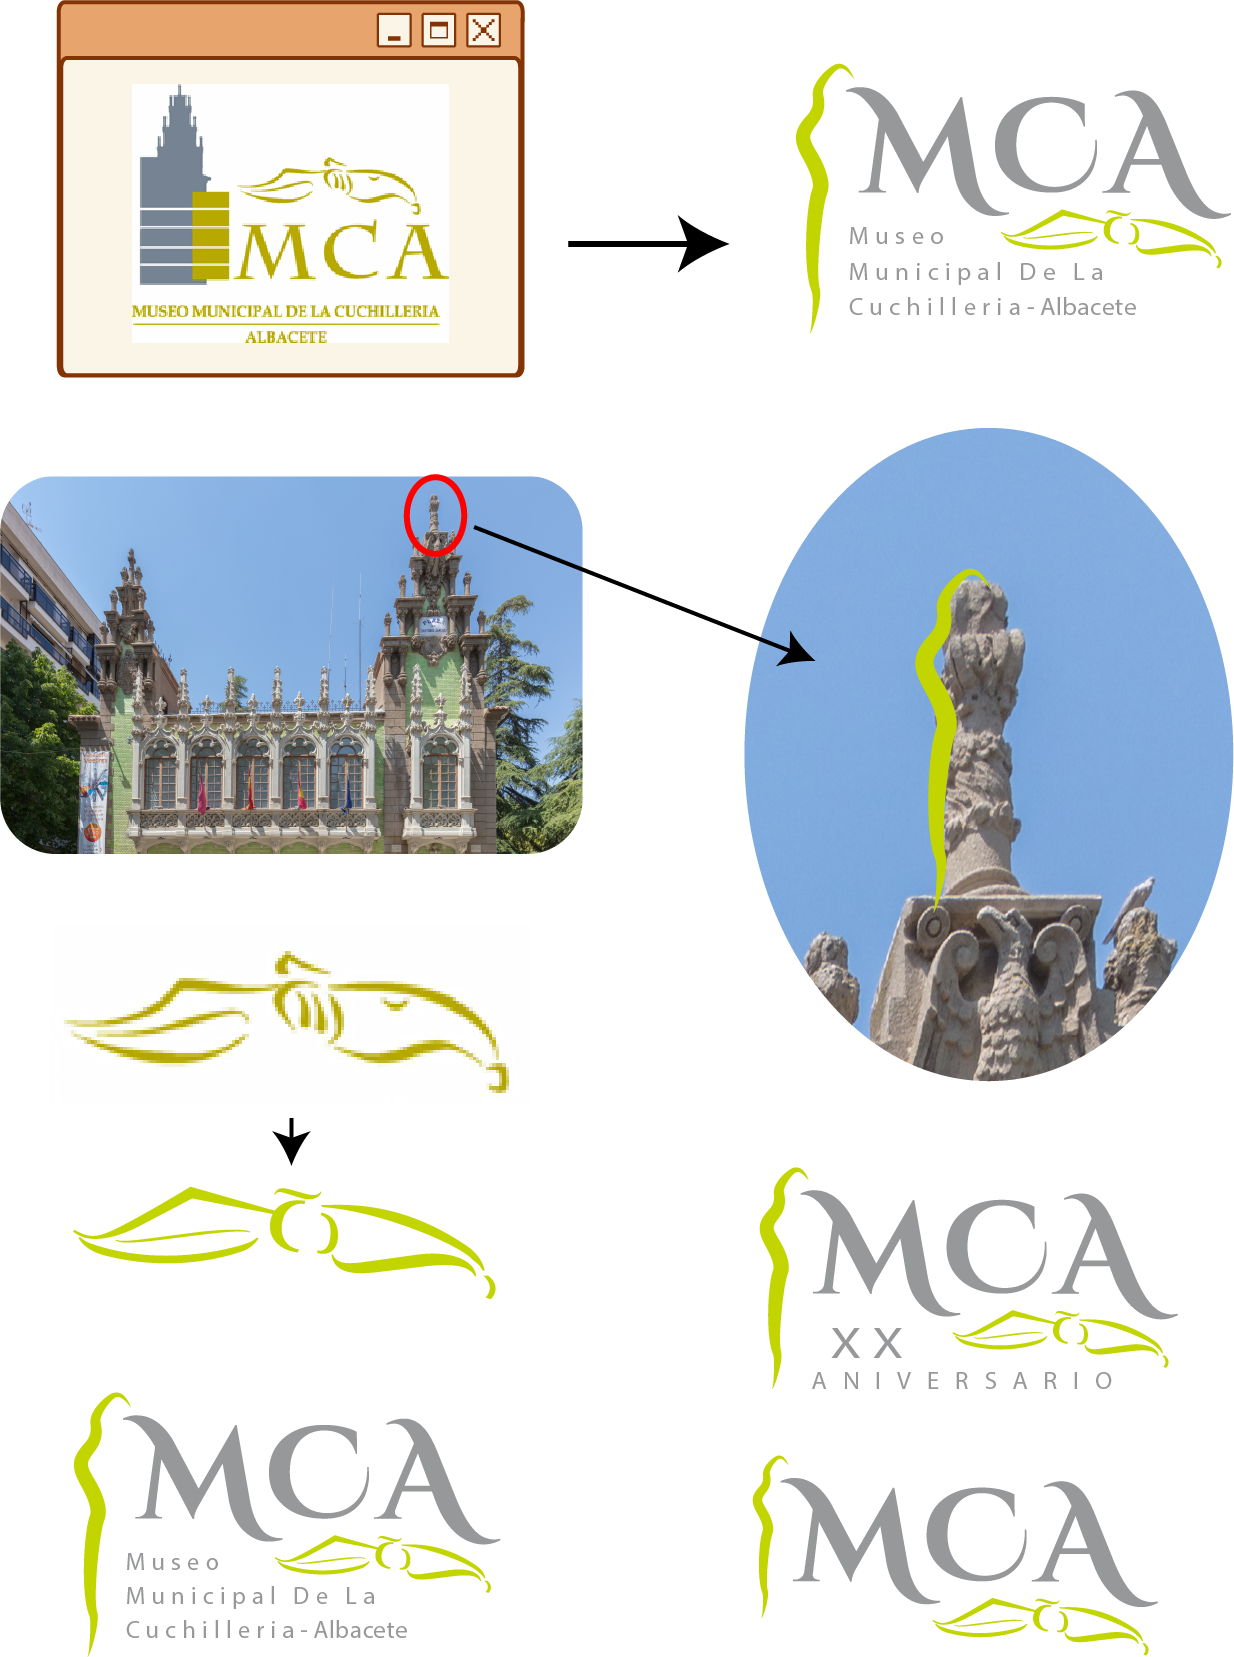 MCA
MUSEO MUNICIPAL DE LA CUCHILLERIA
ALBACETE
MCA
Museo
Municipal De La
Cuchilleria-Albacete
MCA
XX
ANIVERSARIO
MCA
Museo
Municipal De La
Cuchilleria-Albacete
MCA